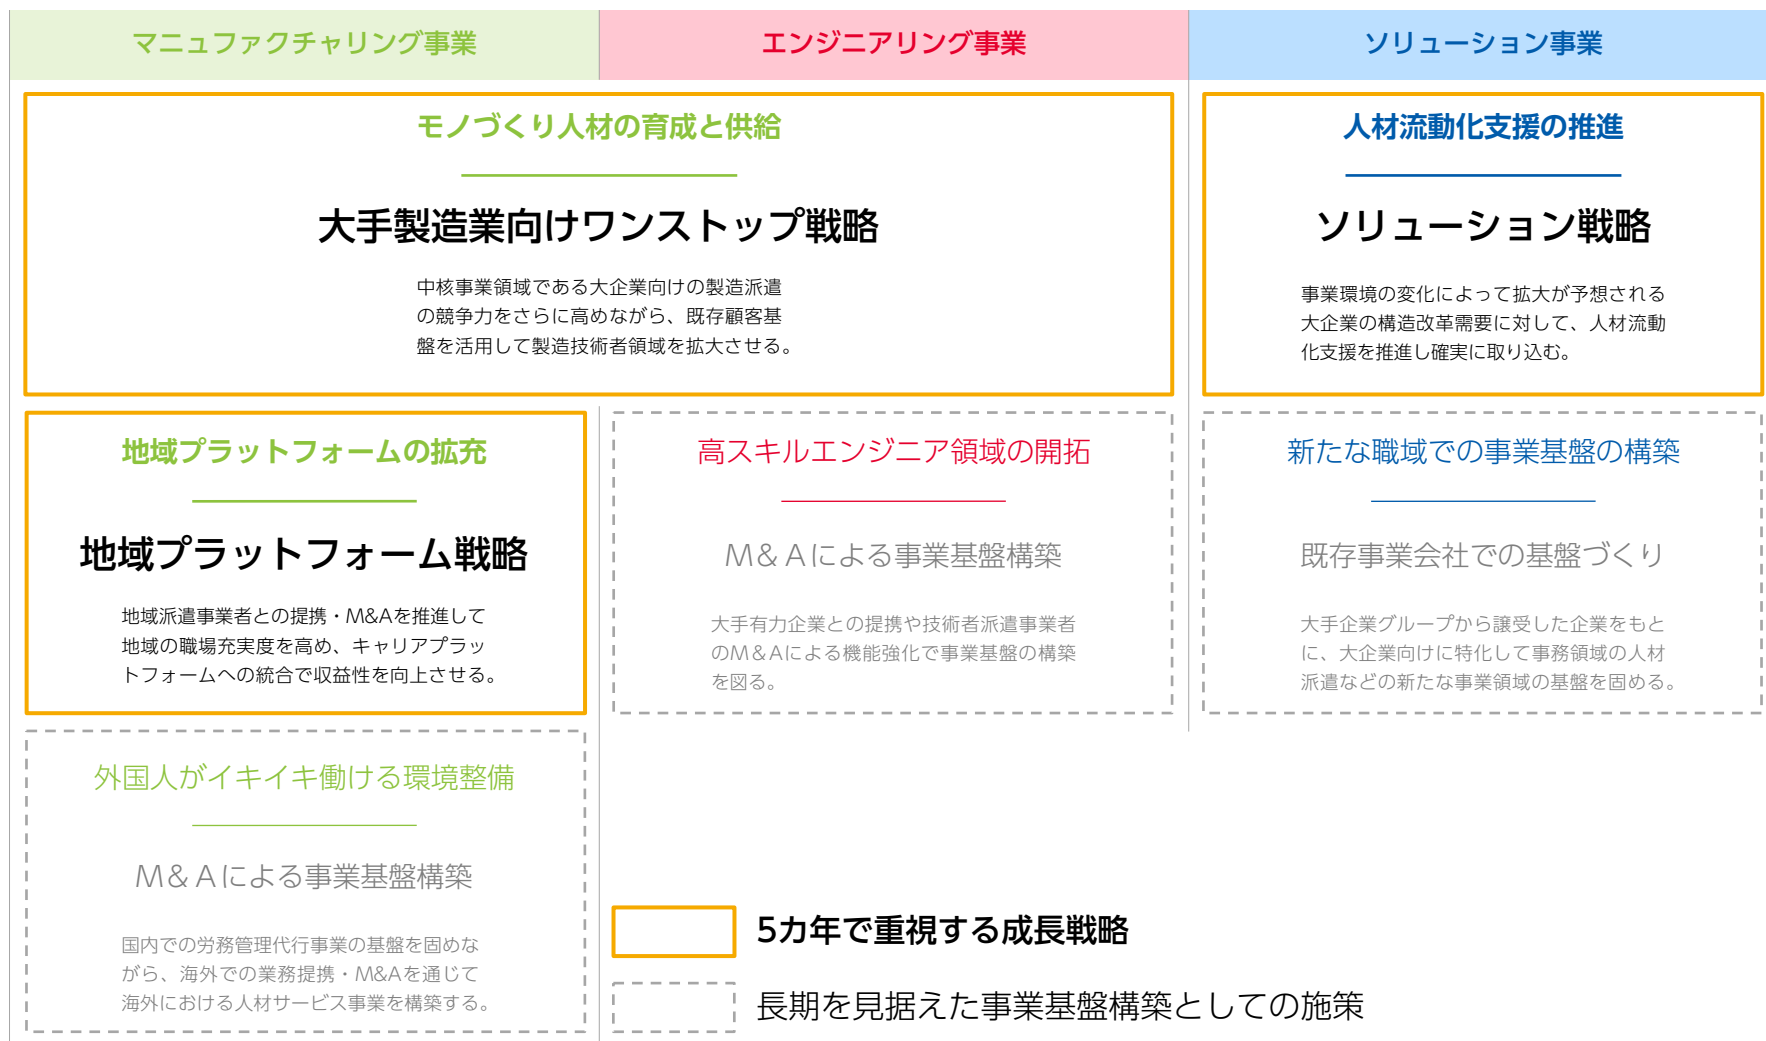 マニュファクチャリング事業
エンジニアリング事業
ソリューション事業
モノづくり人材の育成と供給
大手製造業向けワンストップ戦略
中核事業領域である大企業向けの製造派遣
の競争力をさらに高めながら、既存顧客基
盤を活用して製造技術者領域を拡大させる。
人材流動化支援の推進
ソリューション戦略
事業環境の変化によって拡大が予想される
大企業の構造改革需要に対して、人材流動
化支援を推進し確実に取り込む。
地域プラットフォームの拡充
地域プラットフォーム戦略
地域派遣事業者との提携・M&Aを推進して
地域の職場充実度を高め、キャリアプラッ
トフォームへの統合で収益性を向上させる。
高スキルエンジニア領域の開拓
M&Aによる事業基盤構築
大手有力企業との提携や技術者派遣事業者
のM&Aによる機能強化で事業基盤の構築
を図る。
新たな職域での事業基盤の構築
既存事業会社での基盤づくり
大手企業グループから譲受した企業をもと
に、大企業向けに特化して事務領域の人材
派遣などの新たな事業領域の基盤を固める。
外国人がイキイキ働ける環境整備
M&Aによる事業基盤構築
国内での労務管理代行事業の基盤を固めな
がら、海外での業務提携・M&Aを通じて
海外における人材サービス事業を構築する。
5カ年で重視する成長戦略
長期を見据えた事業基盤構築としての施策